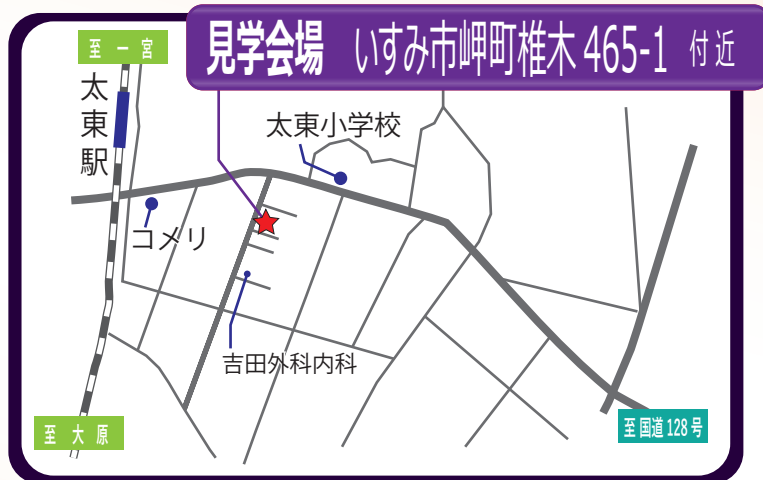 見学会場 いすみ市岬町椎木 465-1 付近
至 一 宮
太東駅
太東小学校
コメリ
吉田外科内科
至 大 原
至 国道 128 号